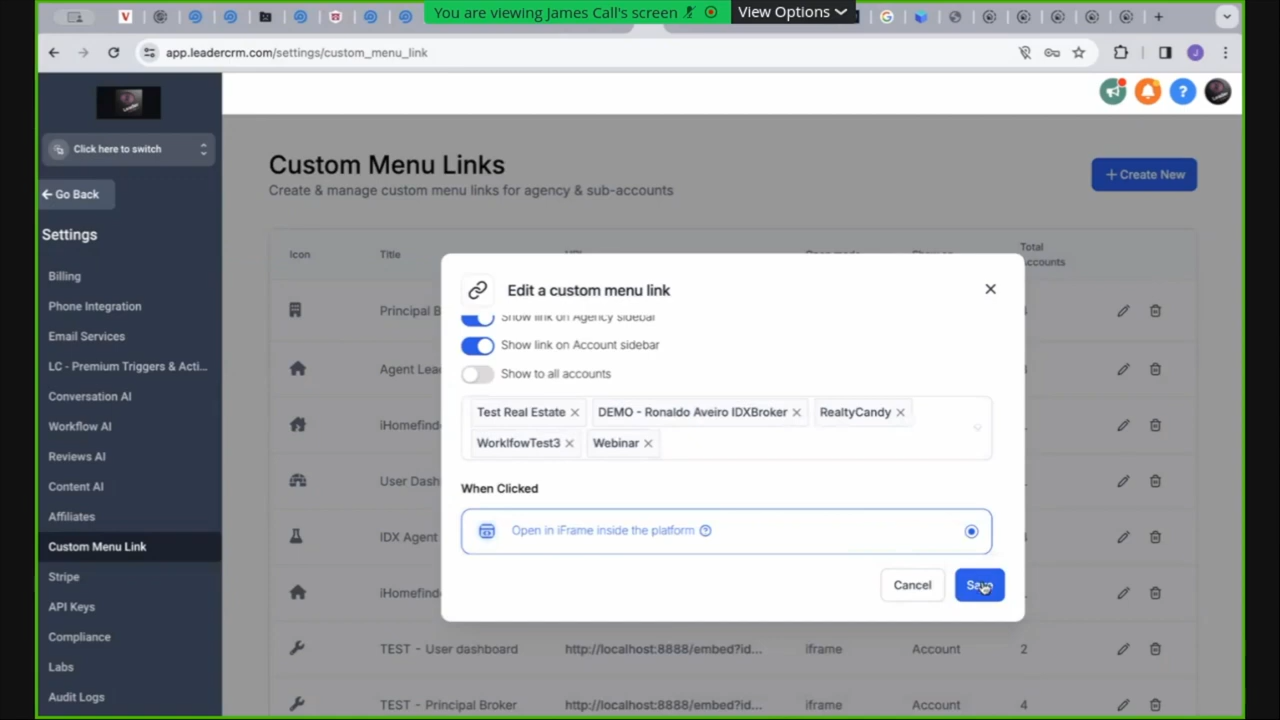 You are viewing James Call's screen
View Options
app.leadercrm.com/settings/custom_menu_link
Click here to switch
Go Back
Settings
Billing
Phone Integration
Email Services
LC - Premium Triggers & Acti...
Conversation AI
Workflow AI
Reviews AI
Content AI
Affiliates
Custom Menu Link
Stripe
API Keys
Compliance
Labs
Audit Logs
Custom Menu Links
Create & manage custom menu links for agency & sub-accounts
+ Create New
Icon Title Total
Principal B
Agent Lea
iHomefind
User Dash
IDX Agent
iHomefind
TEST - User dashboard http://localhost:8888/embed?id... iframe Account 2
TEST - Principal Broker http://localhost:8888/embed?id... iframe Account 4
Edit a custom menu link
Show link on Agency sidebar
Show link on Account sidebar
Show to all accounts
Test Real Estate DEMO - Ronaldo Aveiro IDXBroker RealtyCandy
WorklfowTest3 Webinar
When Clicked
Open in iFrame inside the platform
Cancel
Save